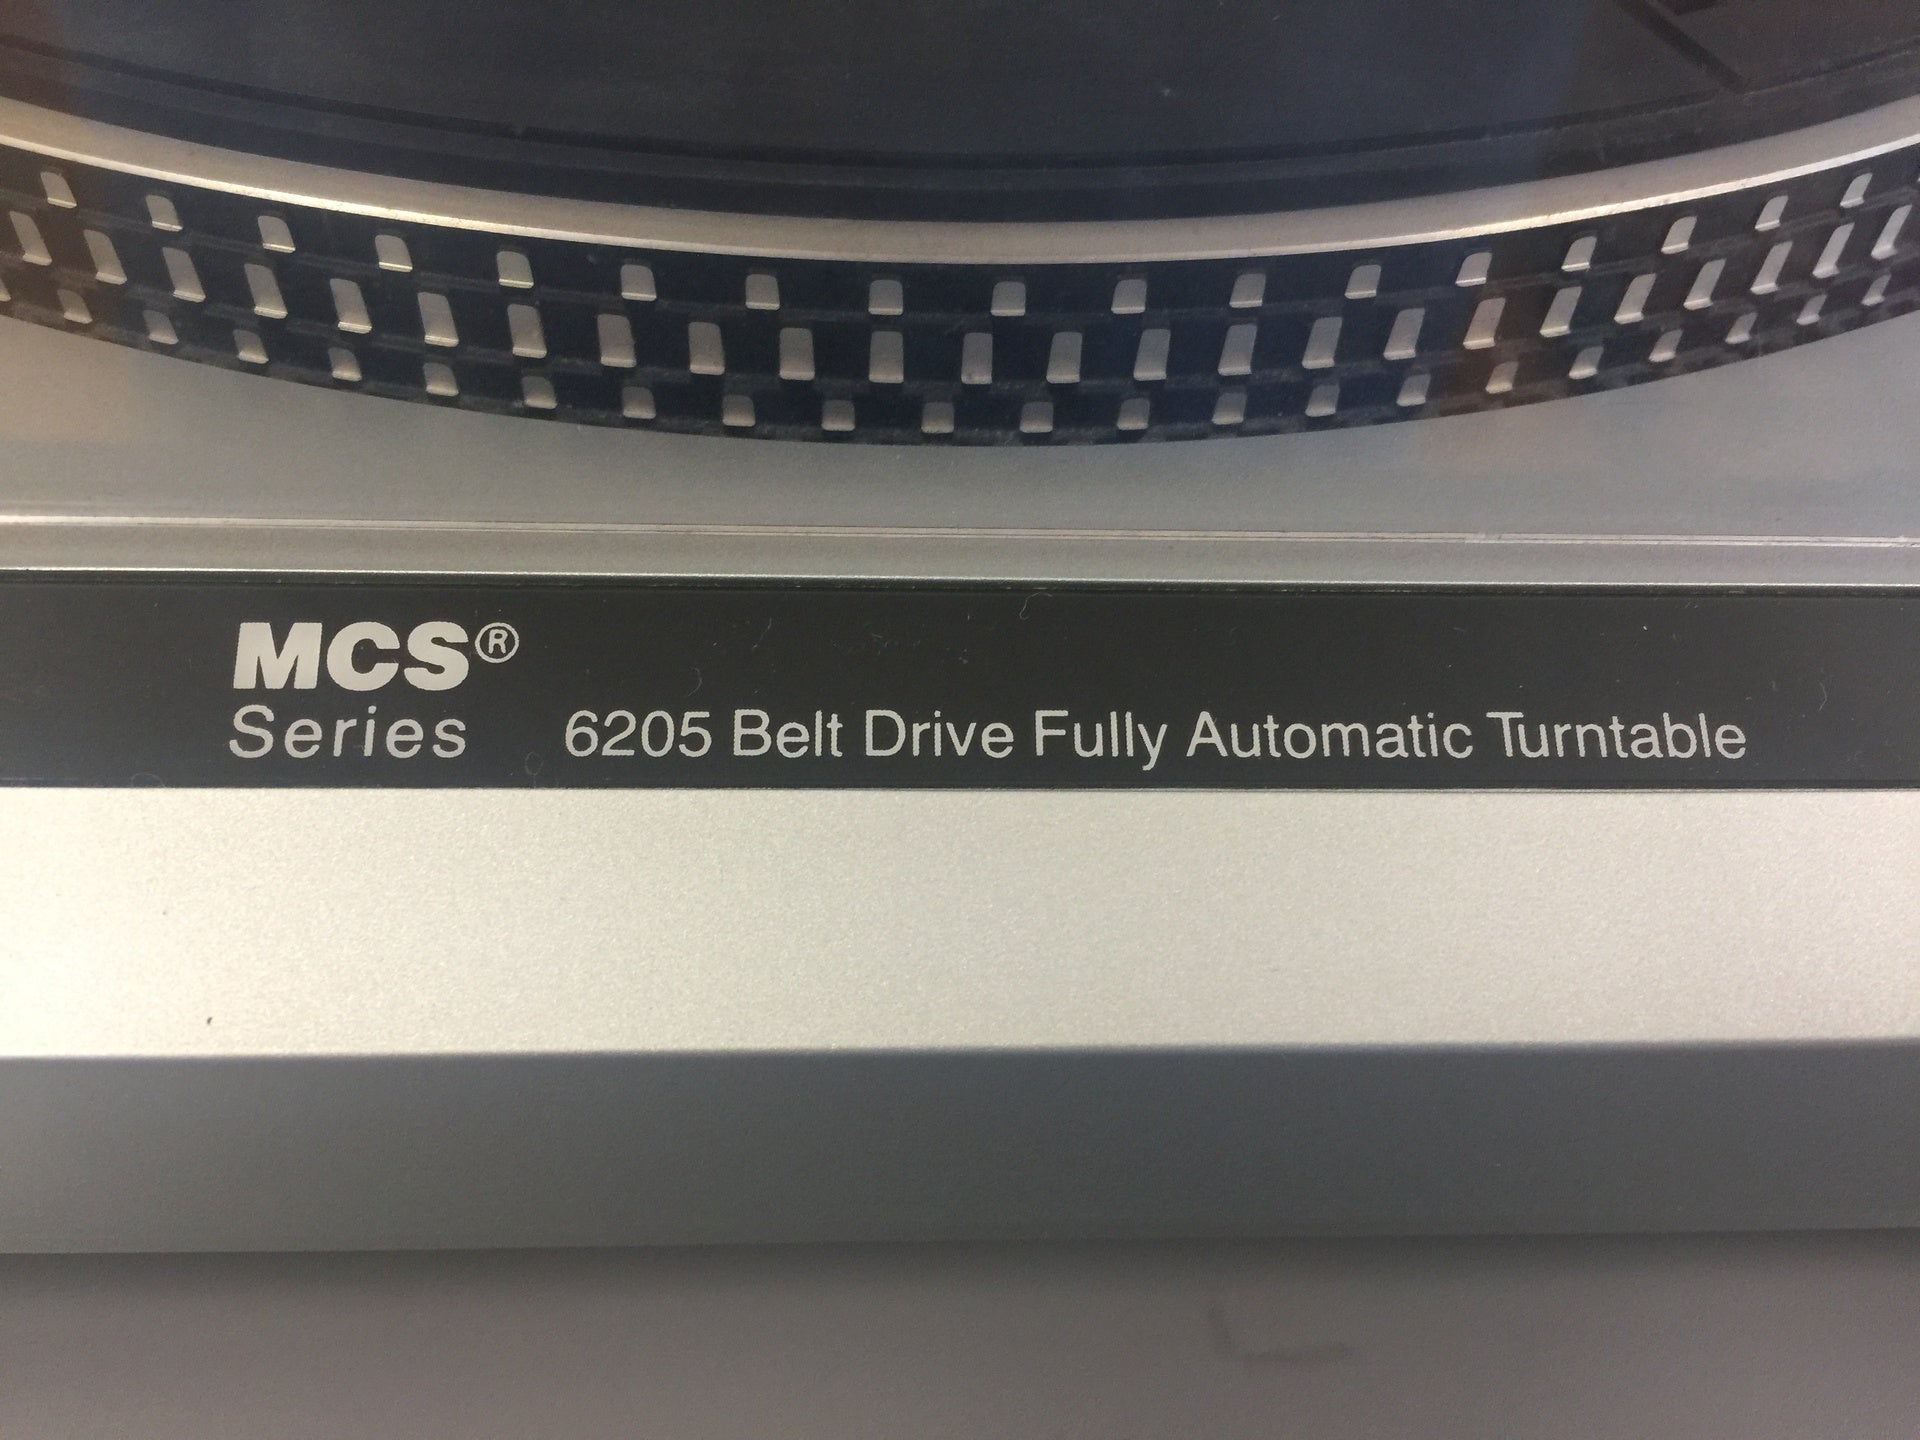 MCS®
Series 6205 Belt Drive Fully Automatic Turntable